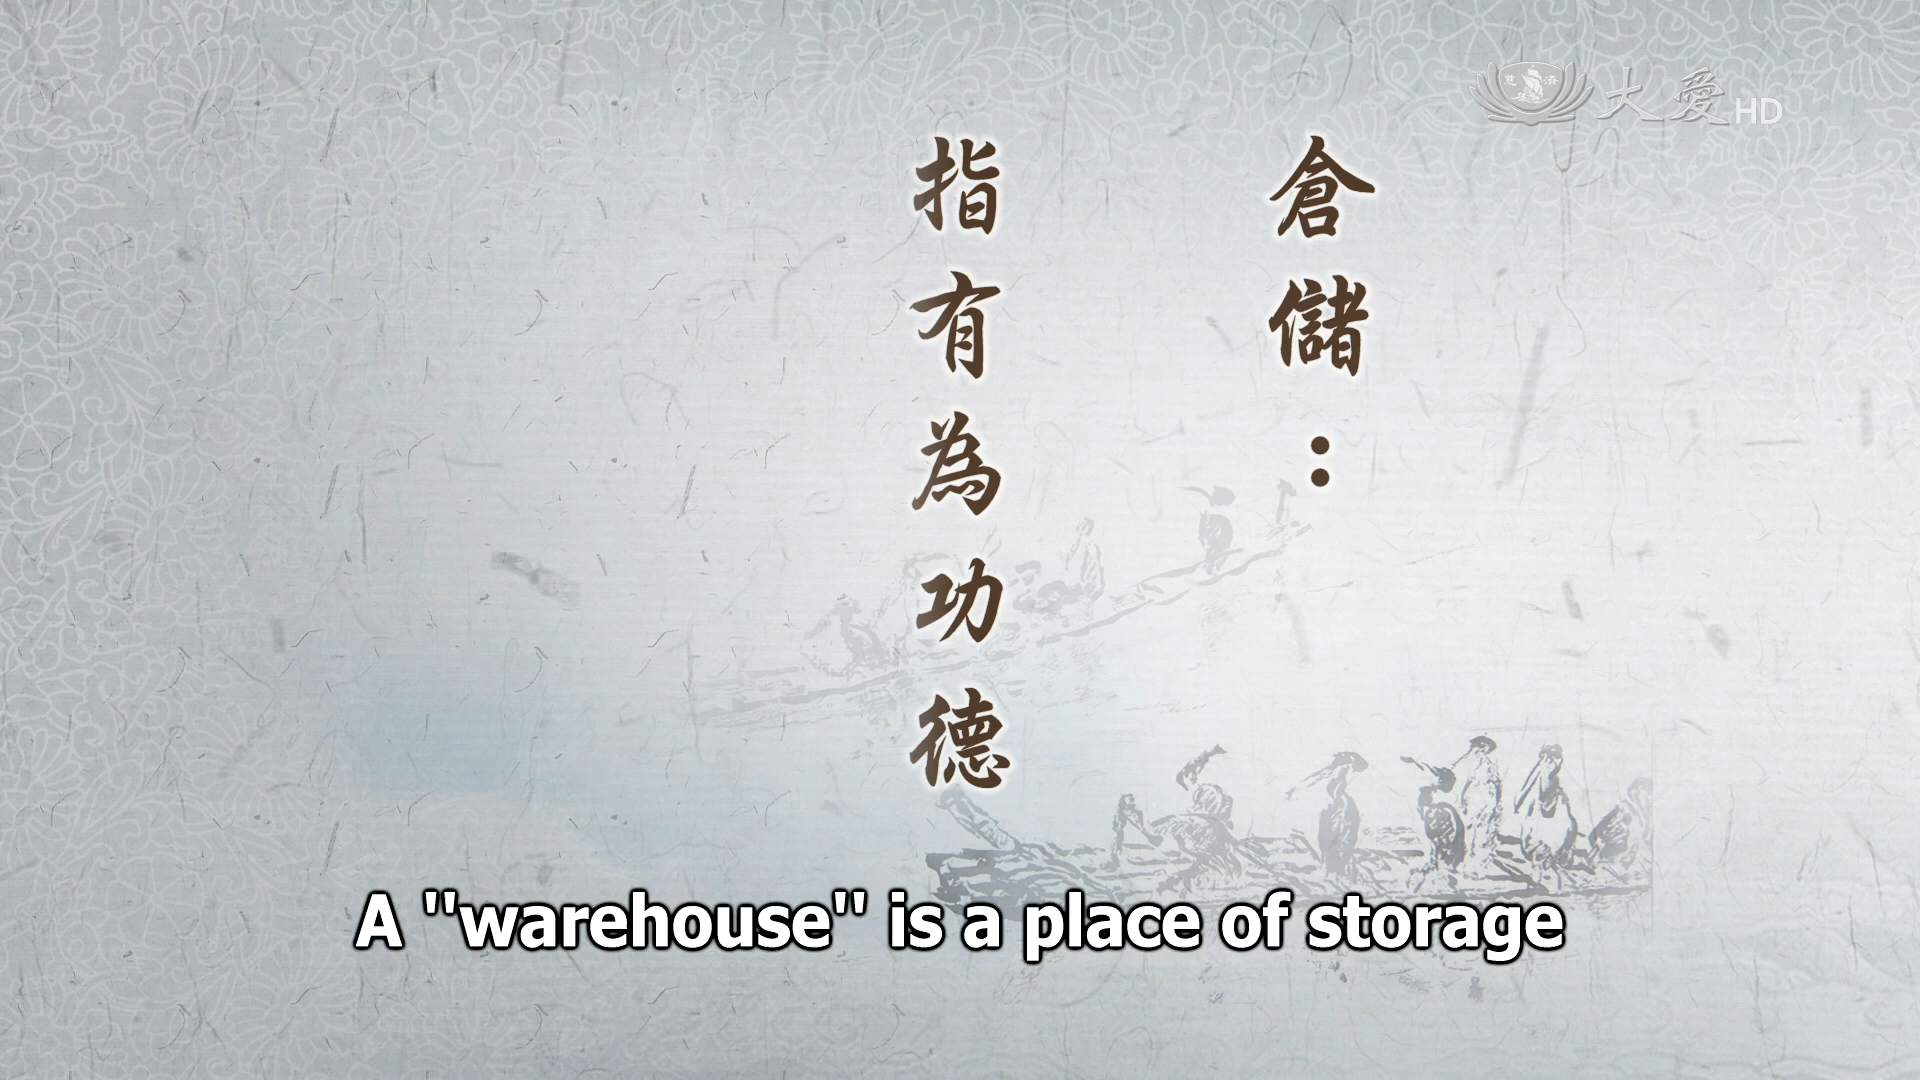 大愛HD
倉儲：
指有為功德
A "warehouse" is a place of storage